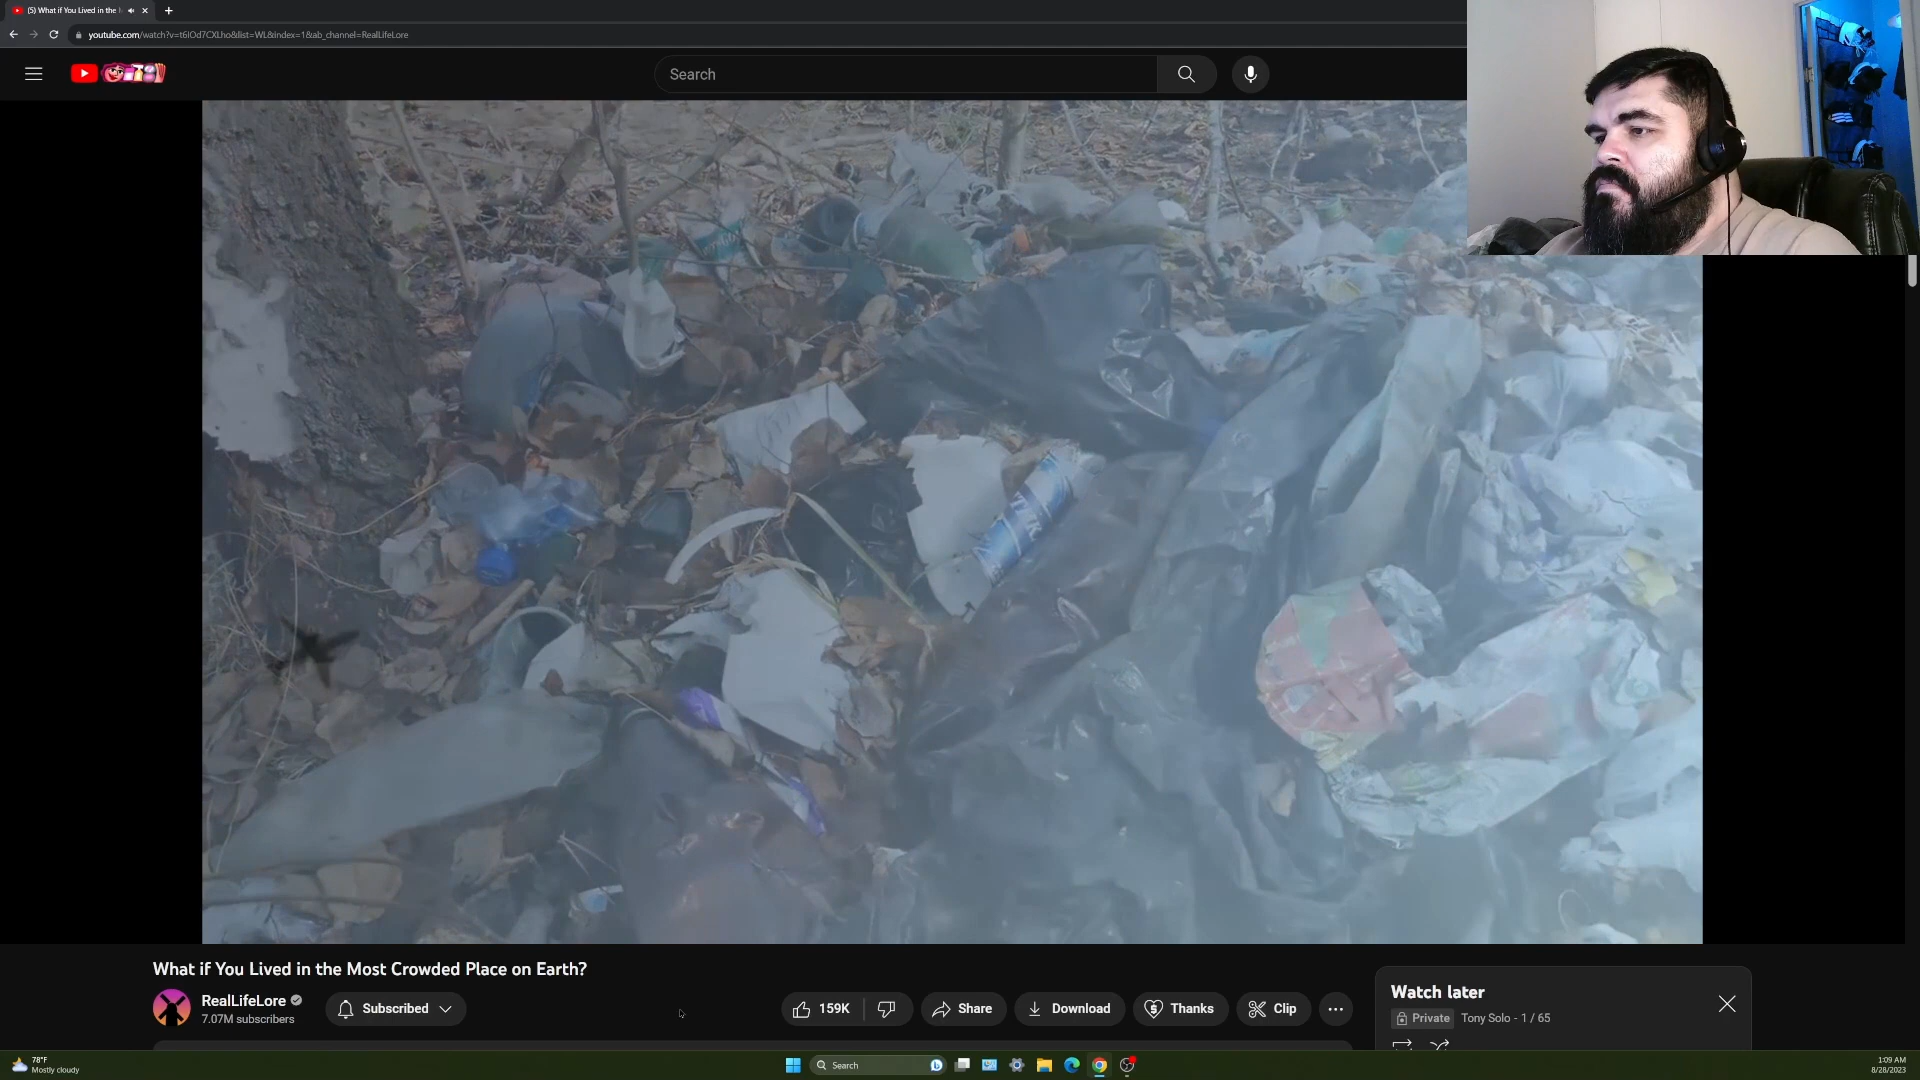 (5) What if You Lived in the
youtube.com/watch?v=t6IOd7CXLho&list=WL&index=1&ab_channel=RealLifeLore
Search
What if You Lived in the Most Crowded Place on Earth?
RealLifeLore
7.07M subscribers
Subscribed
159K
Share
Download
Thanks
Clip
Watch later
Private
Tony Solo - 1 / 65
78°F
Mostly cloudy
Search
1:09 AM
8/28/2023